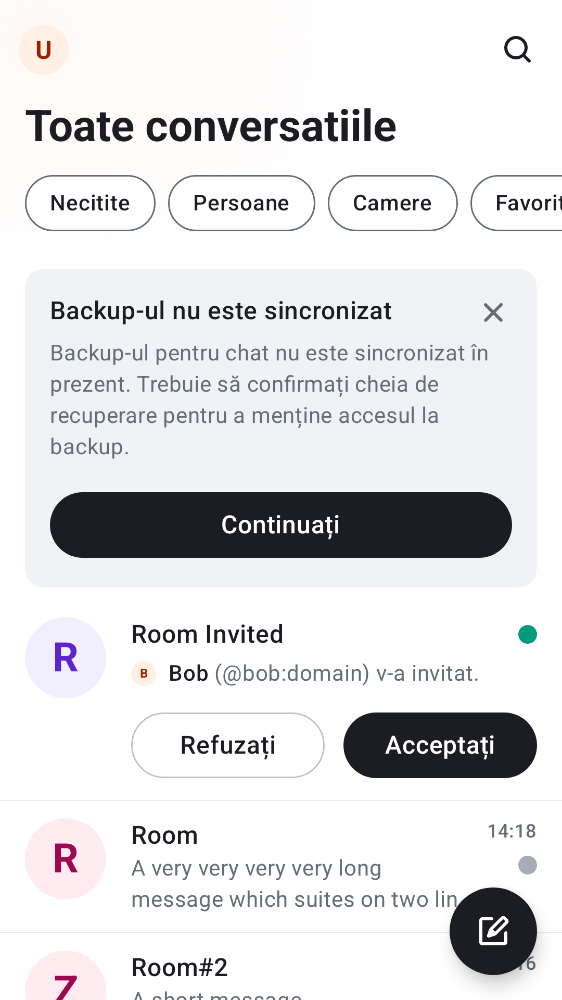 U
Toate conversatiile
Necitite Persoane Camere Favorit
Backup-ul nu este sincronizat
Backup-ul pentru chat nu este sincronizat în
prezent. Trebuie să confirmați cheia de
recuperare pentru a menține accesul la
backup.
Continuați
R
Room Invited
B Bob (@bob:domain) v-a invitat.
Refuzați Acceptați
R
Room 14:18
A very very very very long
message which suites on two lin
Z
Room#2 16
A short message